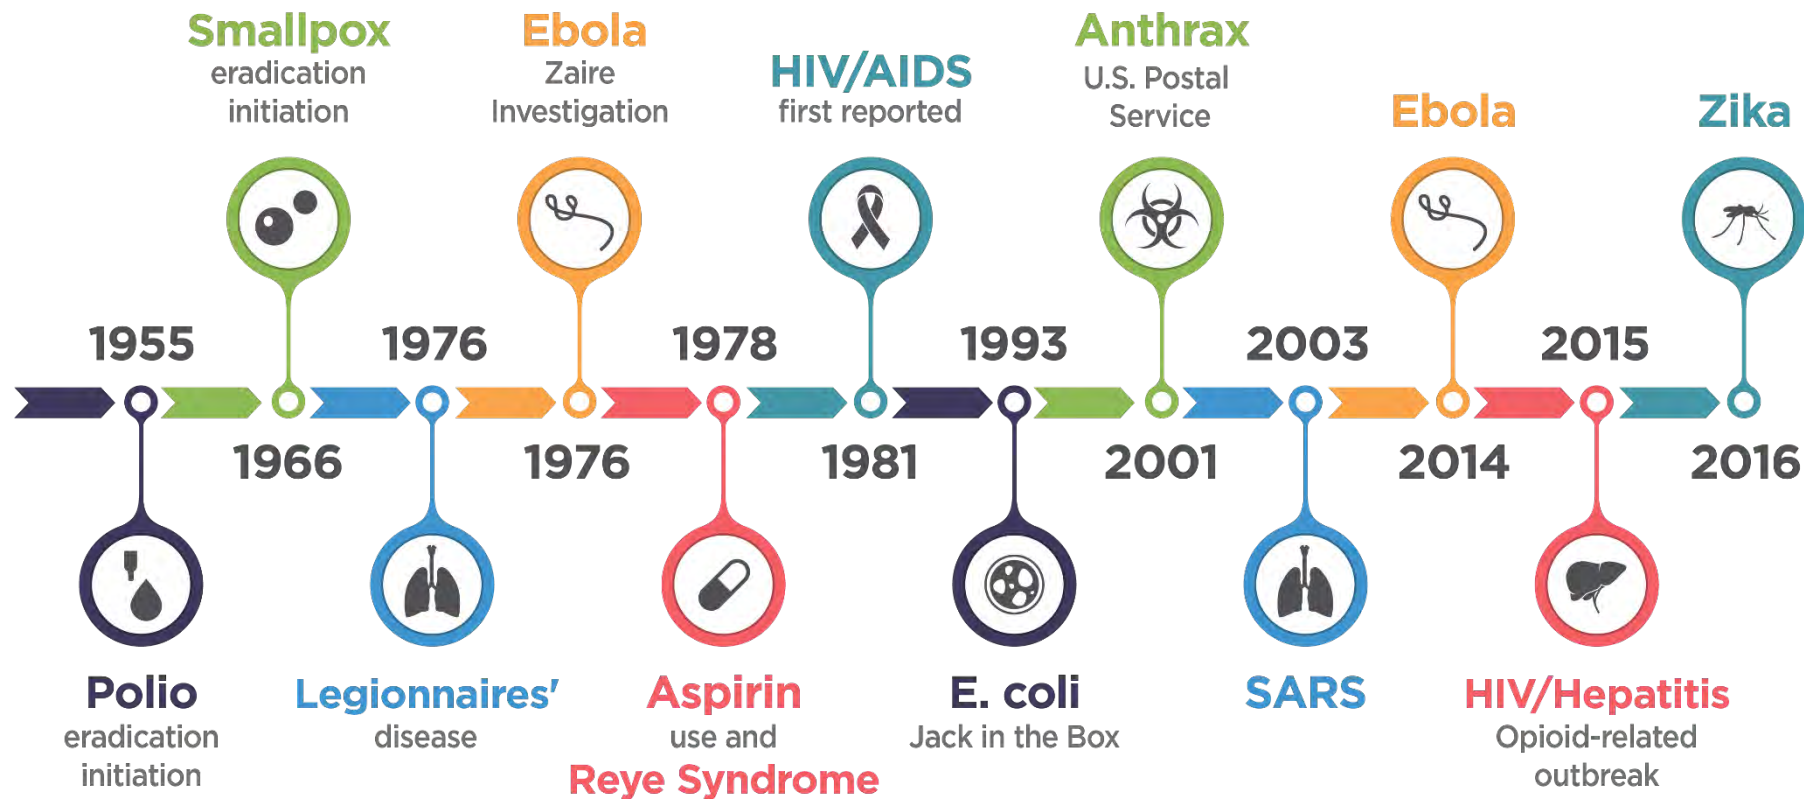 Smallpox
eradication
initiation
Ebola
Zaire
Investigation
HIV/AIDS
first reported
Anthrax
U.S. Postal
Service
Ebola
Zika
1955
1976
1978
1993
2003
2015
1966
1976
1981
2001
2014
2016
Polio
eradication
initiation
Legionnaires'
disease
Aspirin
use and
Reye Syndrome
E. coli
Jack in the Box
SARS
HIV/Hepatitis
Opioid-related
outbreak